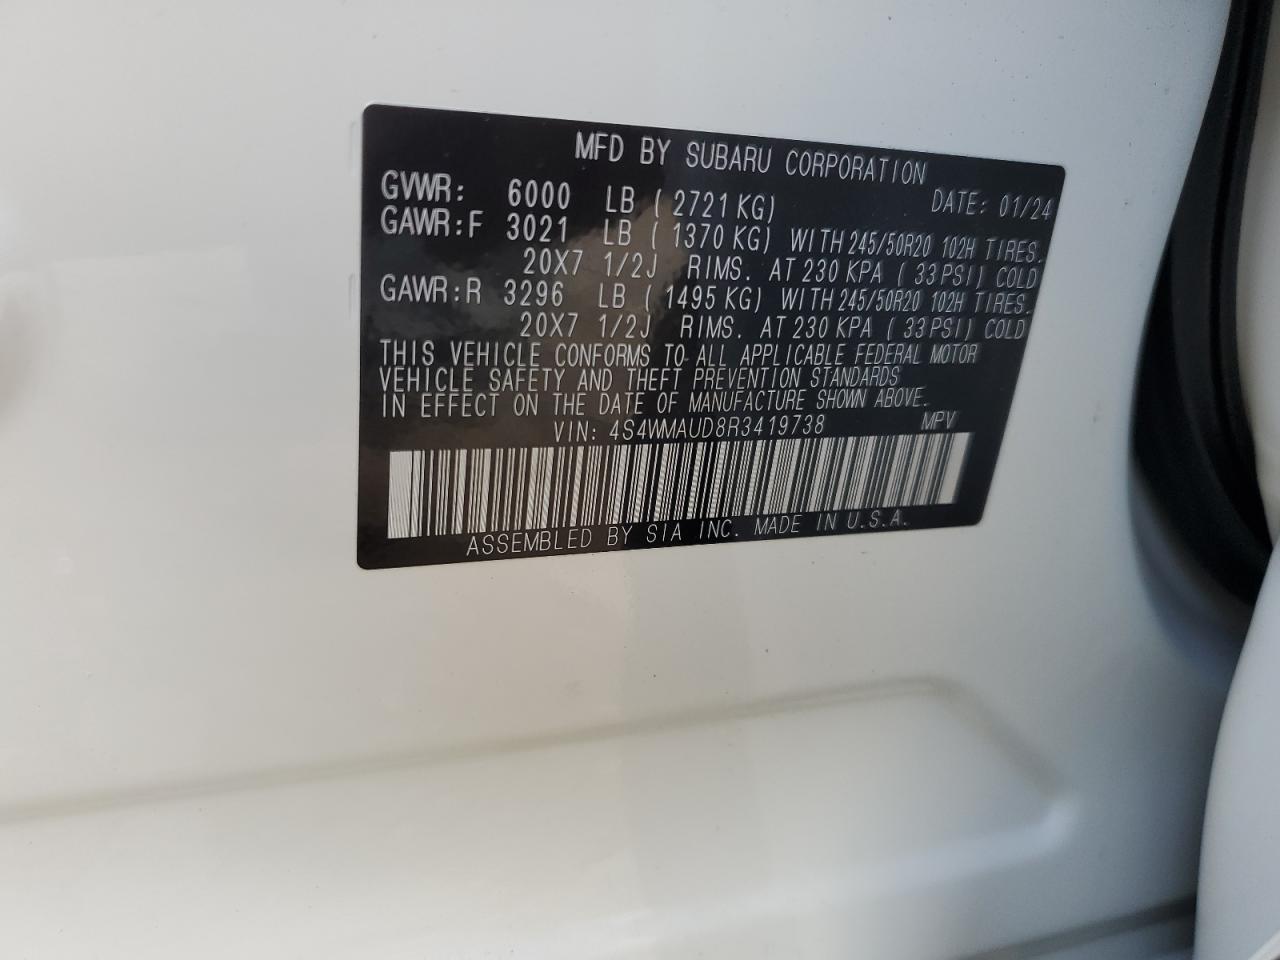 MFD BY SUBARU CORPORATION
GVWR: 6000 LB ( 2721 KG) DATE: 01/24
GAWR:F 3021 LB ( 1370 KG) WITH 245/50R20 102H TIRES.
20X7 1/2J RIMS. AT 230 KPA ( 33 PSI) COLD
GAWR:R 3296 LB ( 1495 KG) WITH 245/50R20 102H TIRES.
20X7 1/2J RIMS. AT 230 KPA ( 33 PSI) COLD
THIS VEHICLE CONFORMS TO ALL APPLICABLE FEDERAL MOTOR
VEHICLE SAFETY AND THEFT PREVENTION STANDARDS
IN EFFECT ON THE DATE OF MANUFACTURE SHOWN ABOVE.
VIN: 4S4WMAUD8R3419738 MPV
ASSEMBLED BY SIA INC. MADE IN U.S.A.